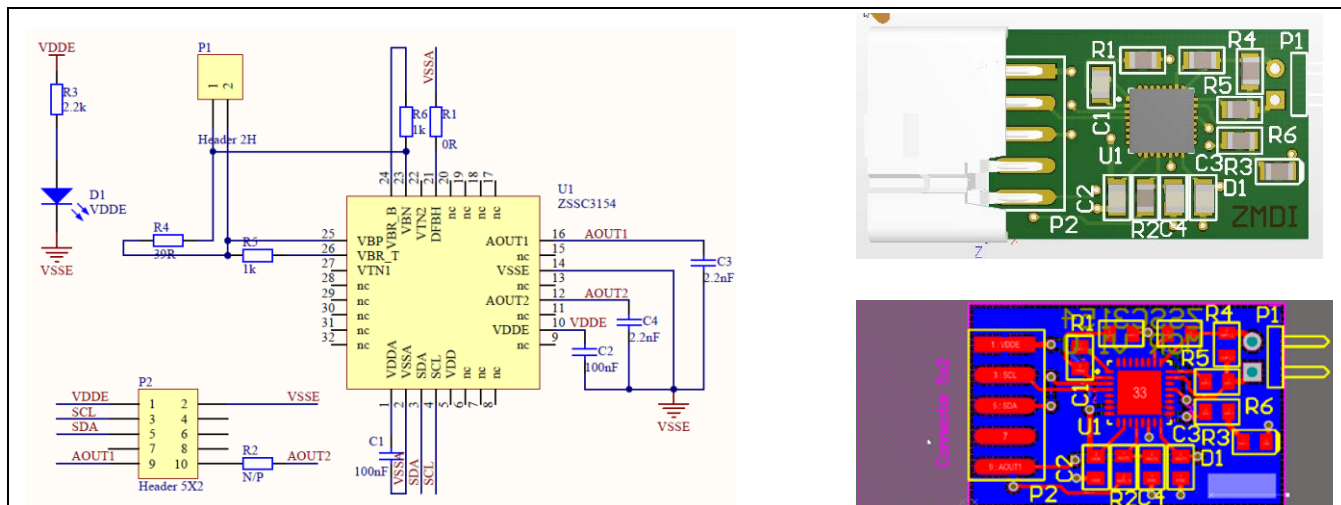 VDDE
R3
2.2k
D1
VDDE
VSSE
P1
1
2
Header 2H
R4
39R
R5
1k
R6
1k
R1
0R
VSSA
24
23
22
21
20
19
18
17
VBR_B
VBN
VTN2
DFBH
nc
nc
nc
nc
U1
ZSSC3154
25 VBP
26 VBR_T
27 VTN1
28 nc
29 nc
30 nc
31 nc
32 nc
AOUT1 16 AOUT1
nc 15
VSSE 14
nc 13
AOUT2 12 AOUT2
nc 11
VDDE 10 VDDE
nc 9
VDDA
VSSA
SDA
SCL
VDD
nc
nc
nc
1
2
3
4
5
6
7
8
C1
100nF
VSSA
SDA
SCL
C3
2.2nF
C4
2.2nF
C2
100nF
VSSE
P2
VDDE 1 2 VSSE
SCL 3 4
SDA 5 6
7 8
AOUT1 9 10 R2 AOUT2
N/P
Header 5X2
R1
R4
P1
R5
C1
U1
R6
C3
R3
C2
D1
P2
R2
C4
ZMDI
Z
X
R1
R4
P1
1 : VDDE
3 : SCL
5 : SDA
7
9 : AOUT1
Connector 5x2
R5
C1
33
U1
R6
C3
R3
C2
D1
P2
R2
C4